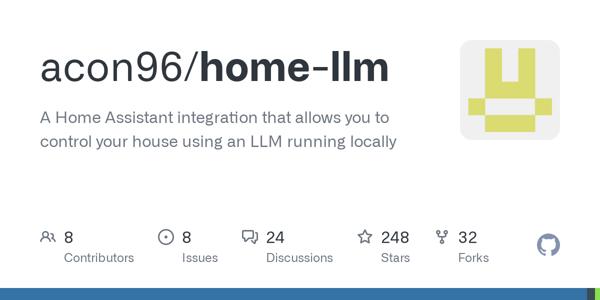 acon96/home-llm
A Home Assistant integration that allows you to
control your house using an LLM running locally
8 8 24 248 32
Contributors Issues Discussions Stars Forks